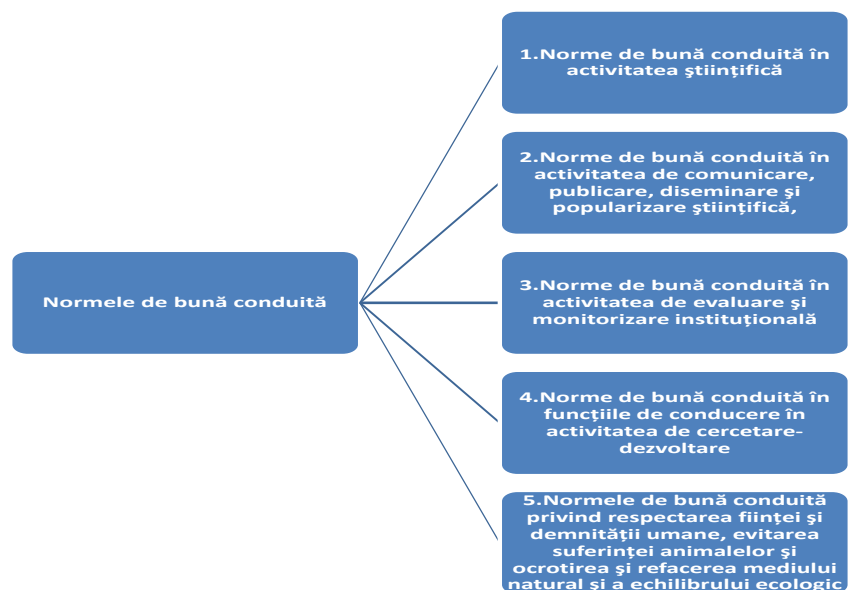 Normele de bună conduită
1.Norme de bună conduită în
activitatea ştiinţifică
2.Norme de bună conduită în
activitatea de comunicare,
publicare, diseminare şi
popularizare ştiinţifică,
3.Norme de bună conduită în
activitatea de evaluare şi
monitorizare instituţională
4.Norme de bună conduită în
funcţiile de conducere în
activitatea de cercetare-
dezvoltare
5.Normele de bună conduită
privind respectarea fiinţei şi
demnităţii umane, evitarea
suferinţei animalelor şi
ocrotirea şi refacerea mediului
natural şi a echilibrului ecologic